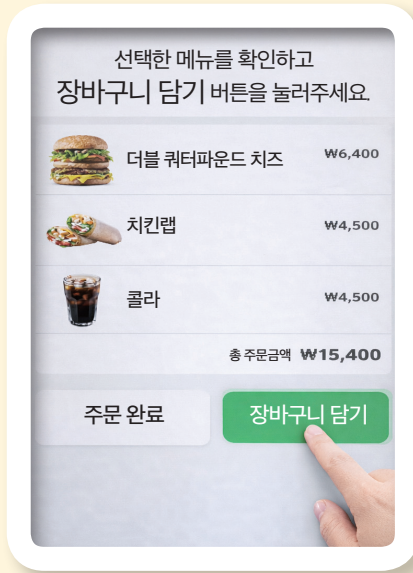 선택한 메뉴를 확인하고
장바구니 담기 버튼을 눌러주세요.
더블 쿼터파운드 치즈 ₩6,400
치킨랩 ₩4,500
콜라 ₩4,500
총 주문금액 ₩15,400
주문 완료 장바구니 담기